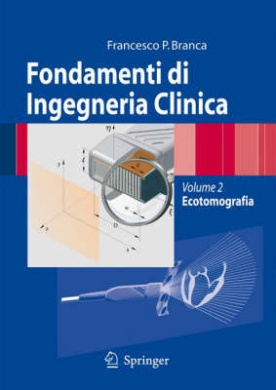 Francesco P. Branca
Fondamenti di
Ingegneria Clinica
Volume 2
Ecotomografia
η
D
Springer